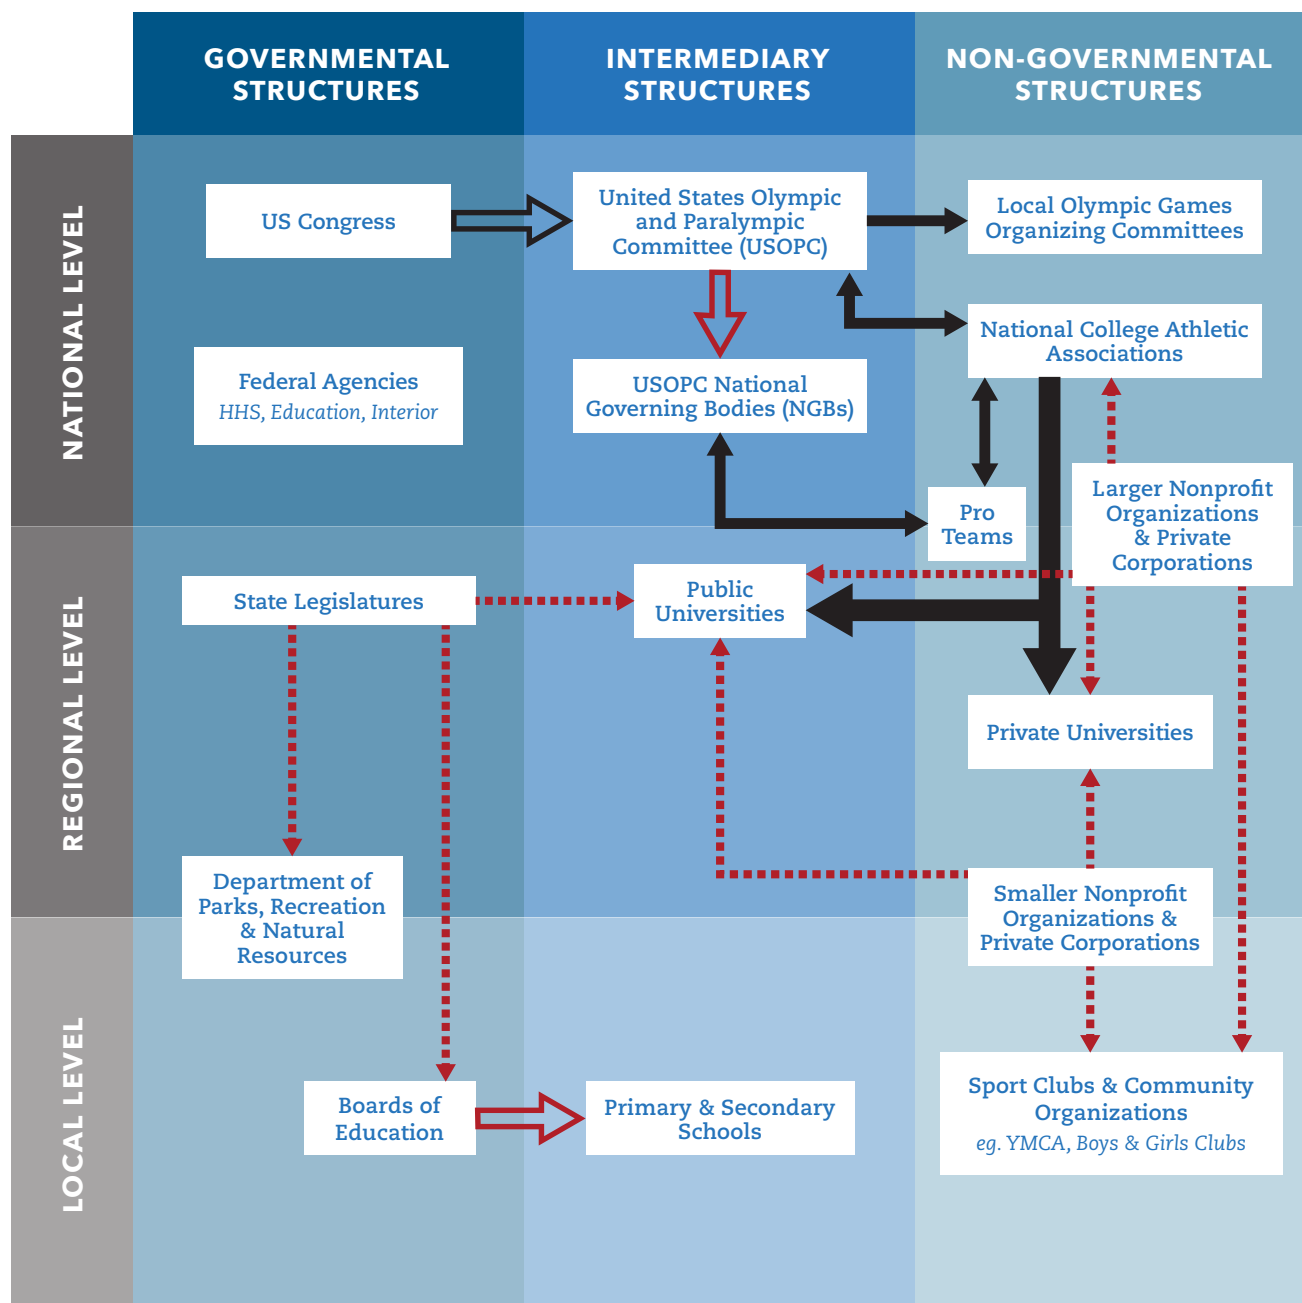 GOVERNMENTAL
STRUCTURES
INTERMEDIARY
STRUCTURES
NON-GOVERNMENTAL
STRUCTURES
NATIONAL LEVEL
US Congress
United States Olympic
and Paralympic
Committee (USOPC)
Local Olympic Games
Organizing Committees
National College Athletic
Associations
Federal Agencies
HHS, Education, Interior
USOPC National
Governing Bodies (NGBs)
Pro
Teams
Larger Nonprofit
Organizations
& Private
Corporations
REGIONAL LEVEL
State Legislatures
Public
Universities
Private Universities
Department of
Parks, Recreation
& Natural
Resources
Smaller Nonprofit
Organizations &
Private Corporations
LOCAL LEVEL
Boards of
Education
Primary & Secondary
Schools
Sport Clubs & Community
Organizations
eg. YMCA, Boys & Girls Clubs